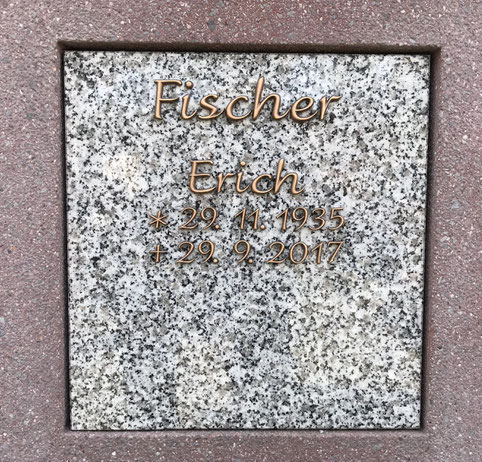 Fischer
Erich
* 29. 11. 1935
+ 29. 9. 2017